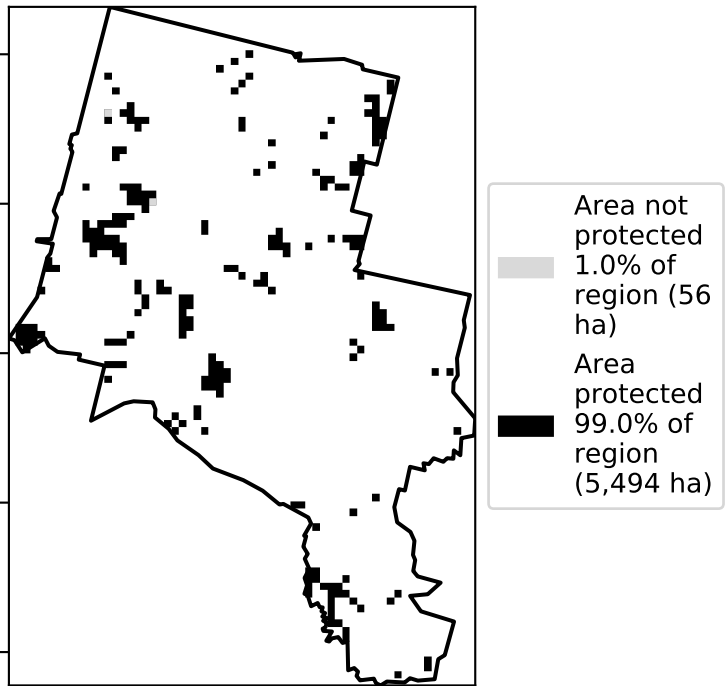 Area not
protected
1.0% of
region (56
ha)
Area
protected
99.0% of
region
(5,494 ha)